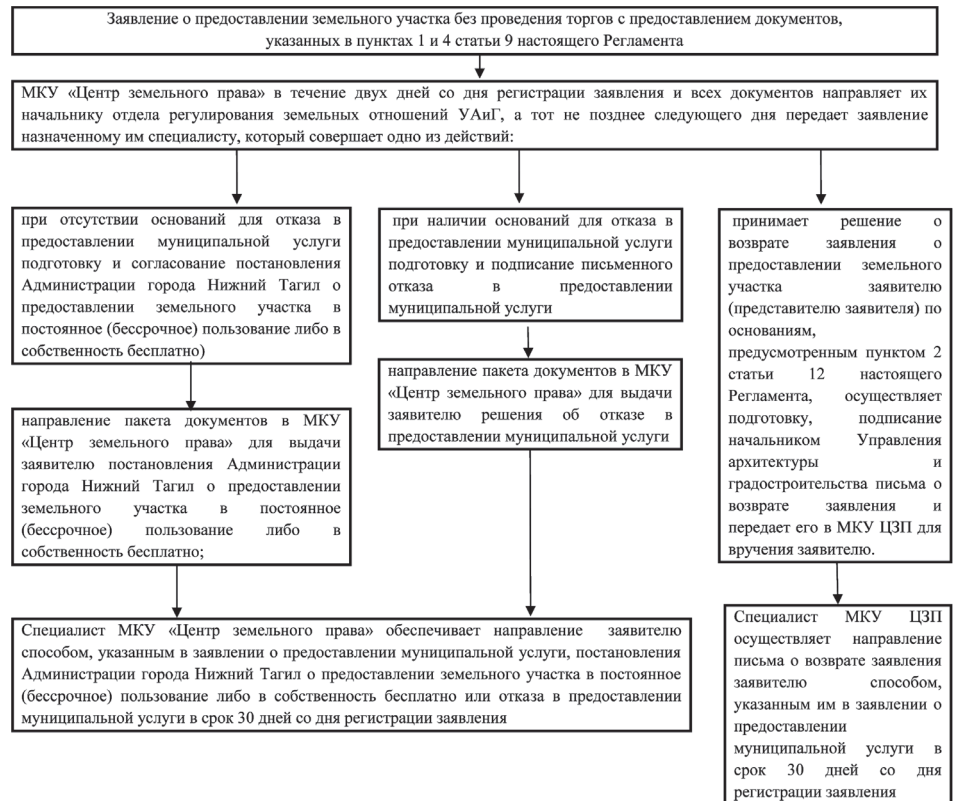 Заявление о предоставлении земельного участка без проведения торгов с предоставлением документов,
указанных в пунктах 1 и 4 статьи 9 настоящего Регламента
МКУ «Центр земельного права» в течение двух дней со дня регистрации заявления и всех документов направляет их
начальнику отдела регулирования земельных отношений УАиГ, а тот не позднее следующего дня передает заявление
назначенному им специалисту, который совершает одно из действий:
при отсутствии оснований для отказа в
предоставлении муниципальной услуги
подготовку и согласование постановления
Администрации города Нижний Тагил о
предоставлении земельного участка в
постоянное (бессрочное) пользование либо в
собственность бесплатно)
направление пакета документов в МКУ
«Центр земельного права» для выдачи
заявителю постановления Администрации
города Нижний Тагил о предоставлении
земельного участка в постоянное
(бессрочное) пользование либо в
собственность бесплатно;
при наличии оснований для отказа в
предоставлении муниципальной услуги
подготовку и подписание письменного
отказа в предоставлении
муниципальной услуги
направление пакета документов в МКУ
«Центр земельного права» для выдачи
заявителю решения об отказе в
предоставлении муниципальной услуги
принимает решение о
возврате заявления о
предоставлении земельного
участка заявителю
(представителю заявителя) по
основаниям,
предусмотренным пунктом 2
статьи 12 настоящего
Регламента, осуществляет
подготовку, подписание
начальником Управления
архитектуры и
градостроительства письма о
возврате заявления и
передает его в МКУ ЦЗП для
вручения заявителю.
Специалист МКУ «Центр земельного права» обеспечивает направление заявителю
способом, указанным в заявлении о предоставлении муниципальной услуги, постановления
Администрации города Нижний Тагил о предоставлении земельного участка в постоянное
(бессрочное) пользование либо в собственность бесплатно или отказа в предоставлении
муниципальной услуги в срок 30 дней со дня регистрации заявления
Специалист МКУ ЦЗП
осуществляет направление
письма о возврате заявления
заявителю способом,
указанным им в заявлении о
предоставлении
муниципальной услуги в
срок 30 дней со дня
регистрации заявления